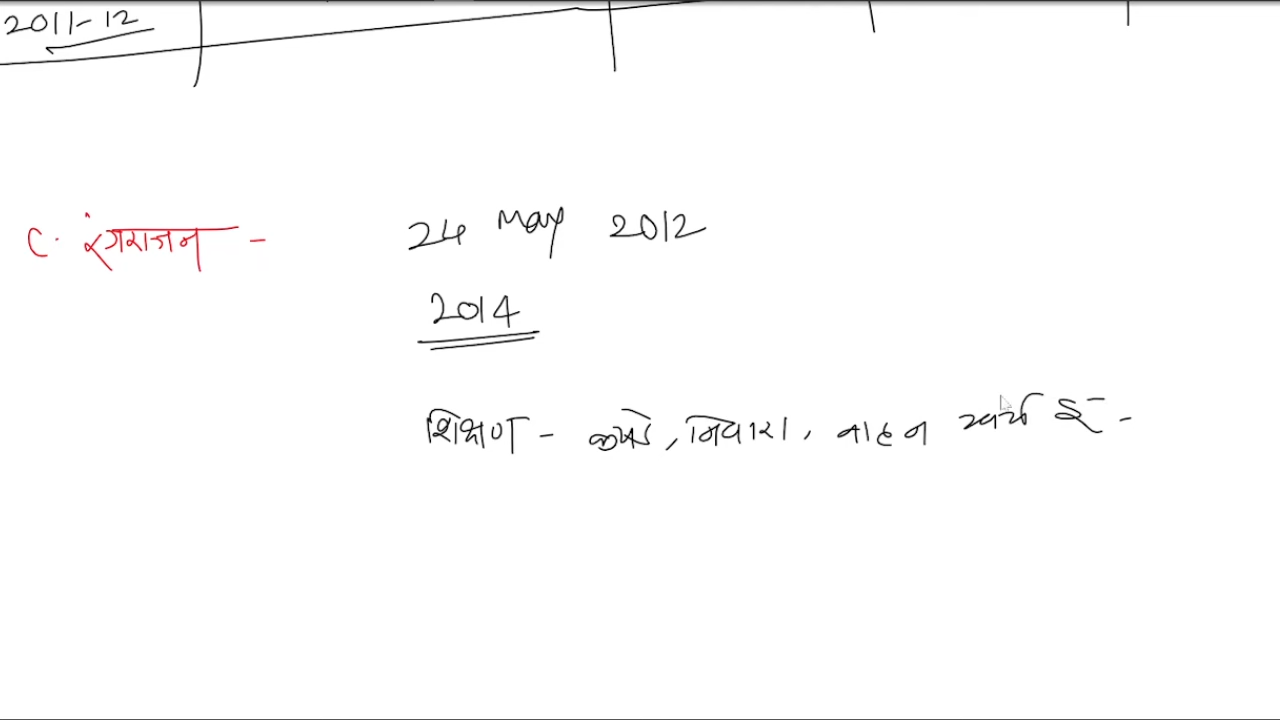 2011-12
C. रंगराजन - 24 May 2012
2014
शिक्षण - कपडे, निवारा, वाहन खर्च इ. -